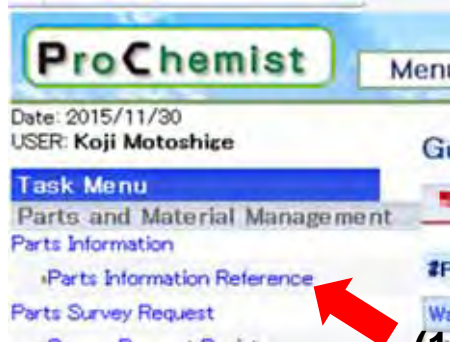 ProChemist
Menu
Date: 2015/11/30
USER: Koji Motoshige
Task Menu
Parts and Material Management
Parts Information
Parts Information Reference
Parts Survey Request
(1